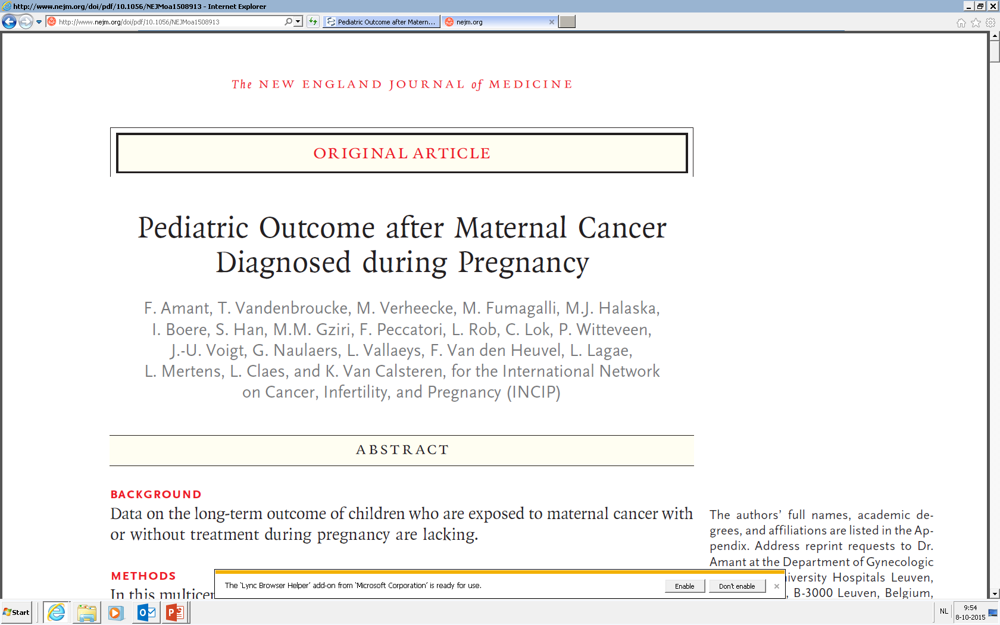 http://www.nejm.org/doi/pdf/10.1056/NEJMoa1508913 - Internet Explorer
http://www.nejm.org/doi/pdf/10.1056/NEJMoa1508913
Pediatric Outcome after Matern...
nejm.org
The NEW ENGLAND JOURNAL of MEDICINE
ORIGINAL ARTICLE
Pediatric Outcome after Maternal Cancer
Diagnosed during Pregnancy
F. Amant, T. Vandenbroucke, M. Verheecke, M. Fumagalli, M.J. Halaska,
I. Boere, S. Han, M.M. Gziri, F. Peccatori, L. Rob, C. Lok, P. Witteveen,
J.-U. Voigt, G. Naulaers, L. Vallaeys, F. Van den Heuvel, L. Lagae,
L. Mertens, L. Claes, and K. Van Calsteren, for the International Network
on Cancer, Infertility, and Pregnancy (INCIP)
ABSTRACT
BACKGROUND
Data on the long-term outcome of children who are exposed to maternal cancer with
or without treatment during pregnancy are lacking.
METHODS
In this multicen
The authors' full names, academic de-
grees, and affiliations are listed in the Ap-
pendix. Address reprint requests to Dr.
Amant at the Department of Gynecologic
iversity Hospitals Leuven,
, B-3000 Leuven, Belgium,
The 'Lync Browser Helper' add-on from 'Microsoft Corporation' is ready for use.
Enable
Don't enable
Start
NL
9:54
8-10-2015